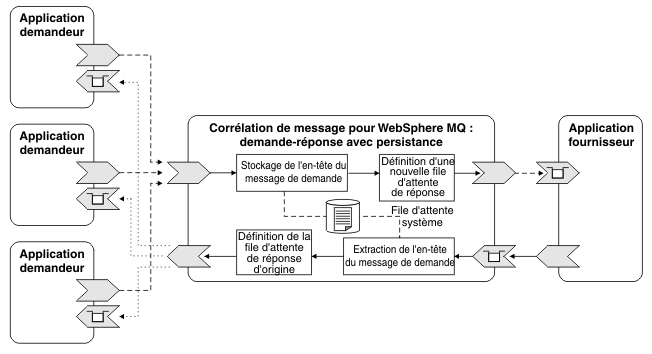 Application
demandeur
Application
demandeur
Application
demandeur
Corrélation de message pour WebSphere MQ :
demande-réponse avec persistance
Stockage de l'en-tête du
message de demande
Définition d'une
nouvelle file
d'attente
de réponse
File d'attente
système
Définition de la
file d'attente
de réponse
d'origine
Extraction de l'en-tête
du message de demande
Application
fournisseur